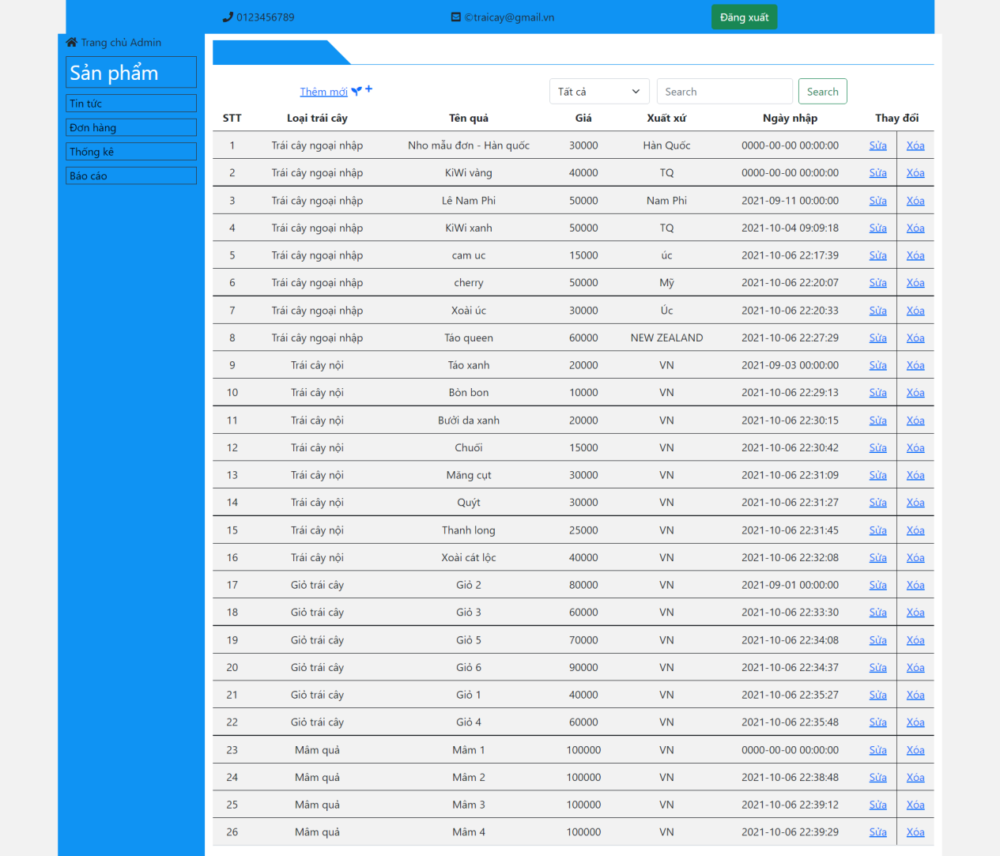 0123456789 ©traicay@gmail.vn Đăng xuất
Trang chủ Admin
Sản phẩm
Tin tức
Đơn hàng
Thống kê
Báo cáo
Thêm mới Tất cả Search Search
STT Loại trái cây Tên quả Giá Xuất xứ Ngày nhập Thay đổi
1 Trái cây ngoại nhập Nho mẫu đơn - Hàn quốc 30000 Hàn Quốc 0000-00-00 00:00:00 Sửa Xóa
2 Trái cây ngoại nhập KiWi vàng 40000 TQ 0000-00-00 00:00:00 Sửa Xóa
3 Trái cây ngoại nhập Lê Nam Phi 50000 Nam Phi 2021-09-11 00:00:00 Sửa Xóa
4 Trái cây ngoại nhập KiWi xanh 50000 TQ 2021-10-04 09:09:18 Sửa Xóa
5 Trái cây ngoại nhập cam uc 15000 úc 2021-10-06 22:17:39 Sửa Xóa
6 Trái cây ngoại nhập cherry 50000 Mỹ 2021-10-06 22:20:07 Sửa Xóa
7 Trái cây ngoại nhập Xoài úc 30000 Úc 2021-10-06 22:20:33 Sửa Xóa
8 Trái cây ngoại nhập Táo queen 60000 NEW ZEALAND 2021-10-06 22:27:29 Sửa Xóa
9 Trái cây nội Táo xanh 20000 VN 2021-09-03 00:00:00 Sửa Xóa
10 Trái cây nội Bòn bon 10000 VN 2021-10-06 22:29:13 Sửa Xóa
11 Trái cây nội Bưởi da xanh 20000 VN 2021-10-06 22:30:15 Sửa Xóa
12 Trái cây nội Chuối 15000 VN 2021-10-06 22:30:42 Sửa Xóa
13 Trái cây nội Măng cụt 30000 VN 2021-10-06 22:31:09 Sửa Xóa
14 Trái cây nội Quýt 30000 VN 2021-10-06 22:31:27 Sửa Xóa
15 Trái cây nội Thanh long 25000 VN 2021-10-06 22:31:45 Sửa Xóa
16 Trái cây nội Xoài cát lộc 40000 VN 2021-10-06 22:32:08 Sửa Xóa
17 Giỏ trái cây Giỏ 2 80000 VN 2021-09-01 00:00:00 Sửa Xóa
18 Giỏ trái cây Giỏ 3 60000 VN 2021-10-06 22:33:30 Sửa Xóa
19 Giỏ trái cây Giỏ 5 70000 VN 2021-10-06 22:34:08 Sửa Xóa
20 Giỏ trái cây Giỏ 6 90000 VN 2021-10-06 22:34:37 Sửa Xóa
21 Giỏ trái cây Giỏ 1 40000 VN 2021-10-06 22:35:27 Sửa Xóa
22 Giỏ trái cây Giỏ 4 60000 VN 2021-10-06 22:35:48 Sửa Xóa
23 Mâm quả Mâm 1 100000 VN 0000-00-00 00:00:00 Sửa Xóa
24 Mâm quả Mâm 2 100000 VN 2021-10-06 22:38:48 Sửa Xóa
25 Mâm quả Mâm 3 100000 VN 2021-10-06 22:39:12 Sửa Xóa
26 Mâm quả Mâm 4 100000 VN 2021-10-06 22:39:29 Sửa Xóa